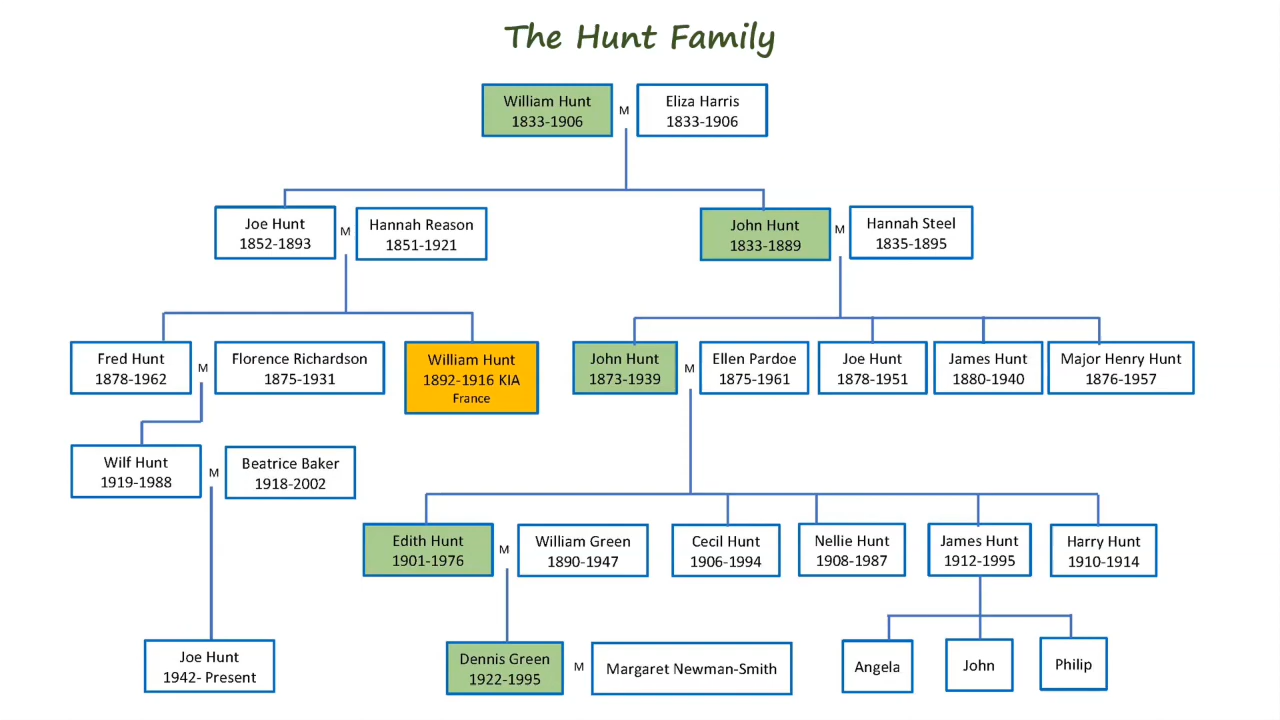 The Hunt Family
William Hunt
1833-1906
M
Eliza Harris
1833-1906
Joe Hunt
1852-1893
M
Hannah Reason
1851-1921
John Hunt
1833-1889
M
Hannah Steel
1835-1895
Fred Hunt
1878-1962
M
Florence Richardson
1875-1931
William Hunt
1892-1916 KIA
France
John Hunt
1873-1939
M
Ellen Pardoe
1875-1961
Joe Hunt
1878-1951
James Hunt
1880-1940
Major Henry Hunt
1876-1957
Wilf Hunt
1919-1988
M
Beatrice Baker
1918-2002
Edith Hunt
1901-1976
M
William Green
1890-1947
Cecil Hunt
1906-1994
Nellie Hunt
1908-1987
James Hunt
1912-1995
Harry Hunt
1910-1914
Joe Hunt
1942- Present
Dennis Green
1922-1995
M
Margaret Newman-Smith
Angela
John
Philip